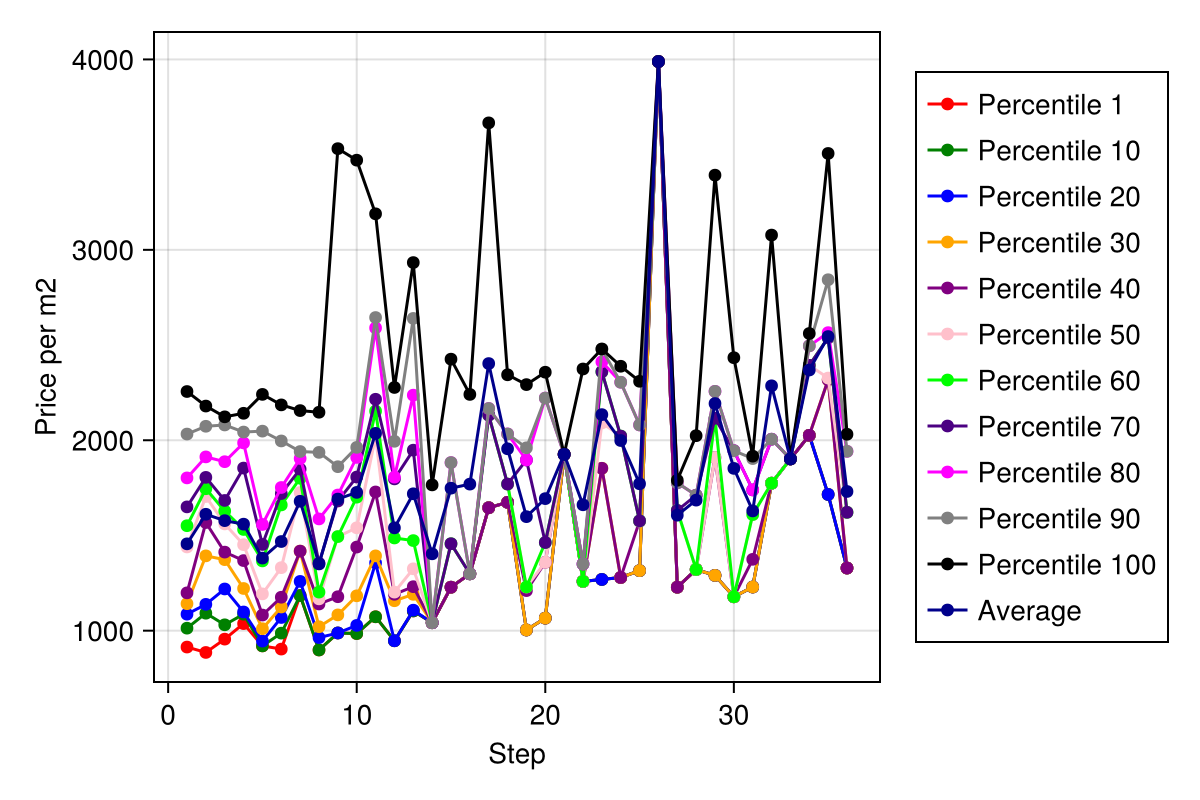 4000
3000
2000
1000
Price per m2
0
10
20
30
Step
Percentile 1
Percentile 10
Percentile 20
Percentile 30
Percentile 40
Percentile 50
Percentile 60
Percentile 70
Percentile 80
Percentile 90
Percentile 100
Average